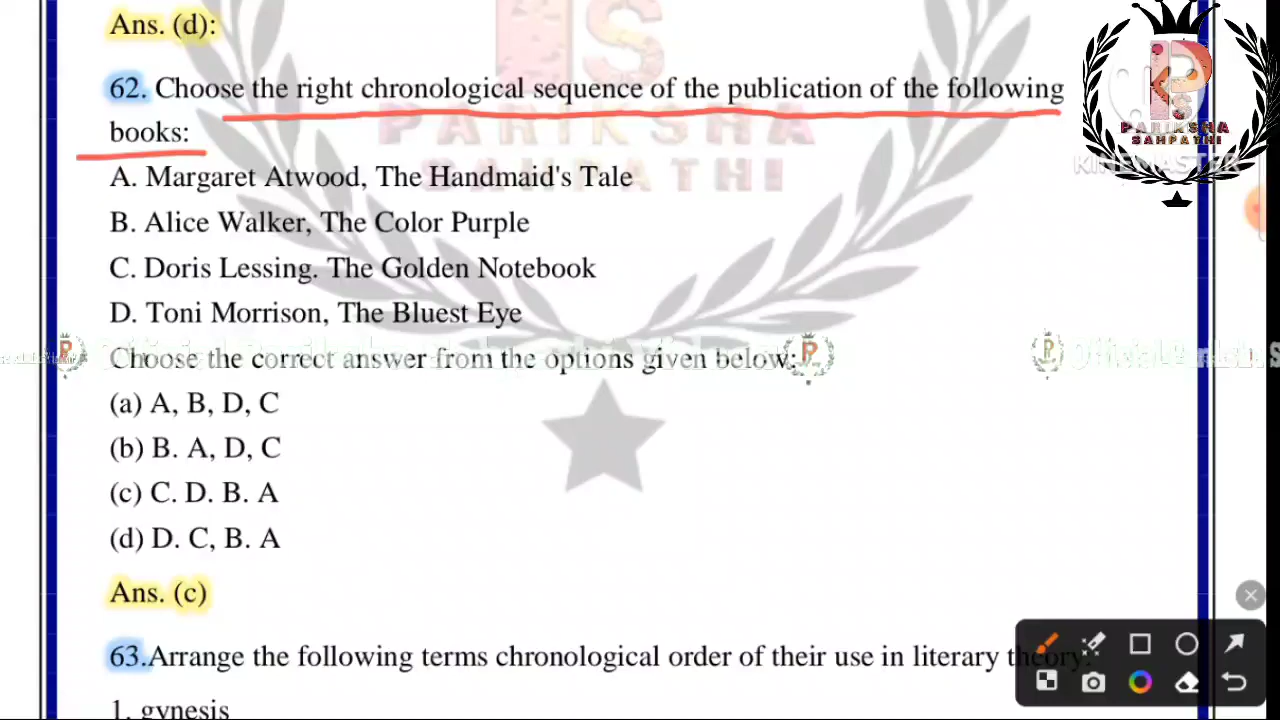 Ans. (d):
62. Choose the right chronological sequence of the publication of the following
books:
A. Margaret Atwood, The Handmaid's Tale
B. Alice Walker, The Color Purple
C. Doris Lessing. The Golden Notebook
D. Toni Morrison, The Bluest Eye
Choose the correct answer from the options given below:
(a) A, B, D, C
(b) B. A, D, C
(c) C. D. B. A
(d) D. C, B. A
Ans. (c)
63.Arrange the following terms chronological order of their use in literary theory:
1. gynesis
PARIKSHA
SAHPATHI
PARIKSHA
SAHPATHI
KINEMASTER